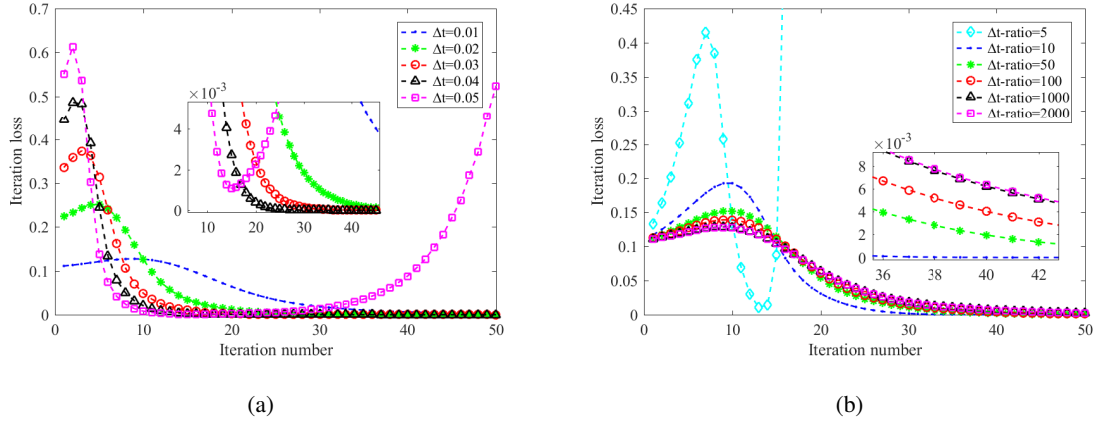 0.7
0.6
0.5
0.4
0.3
0.2
0.1
0
1
10
20
30
40
50
Iteration loss
Iteration number
Δt=0.01
Δt=0.02
Δt=0.03
Δt=0.04
Δt=0.05
×10⁻³
4
2
0
10
20
30
40
(a)
0.45
0.4
0.35
0.3
0.25
0.2
0.15
0.1
0.05
0
1
10
20
30
40
50
Iteration loss
Iteration number
Δt-ratio=5
Δt-ratio=10
Δt-ratio=50
Δt-ratio=100
Δt-ratio=1000
Δt-ratio=2000
×10⁻³
8
6
4
2
0
36
38
40
42
(b)